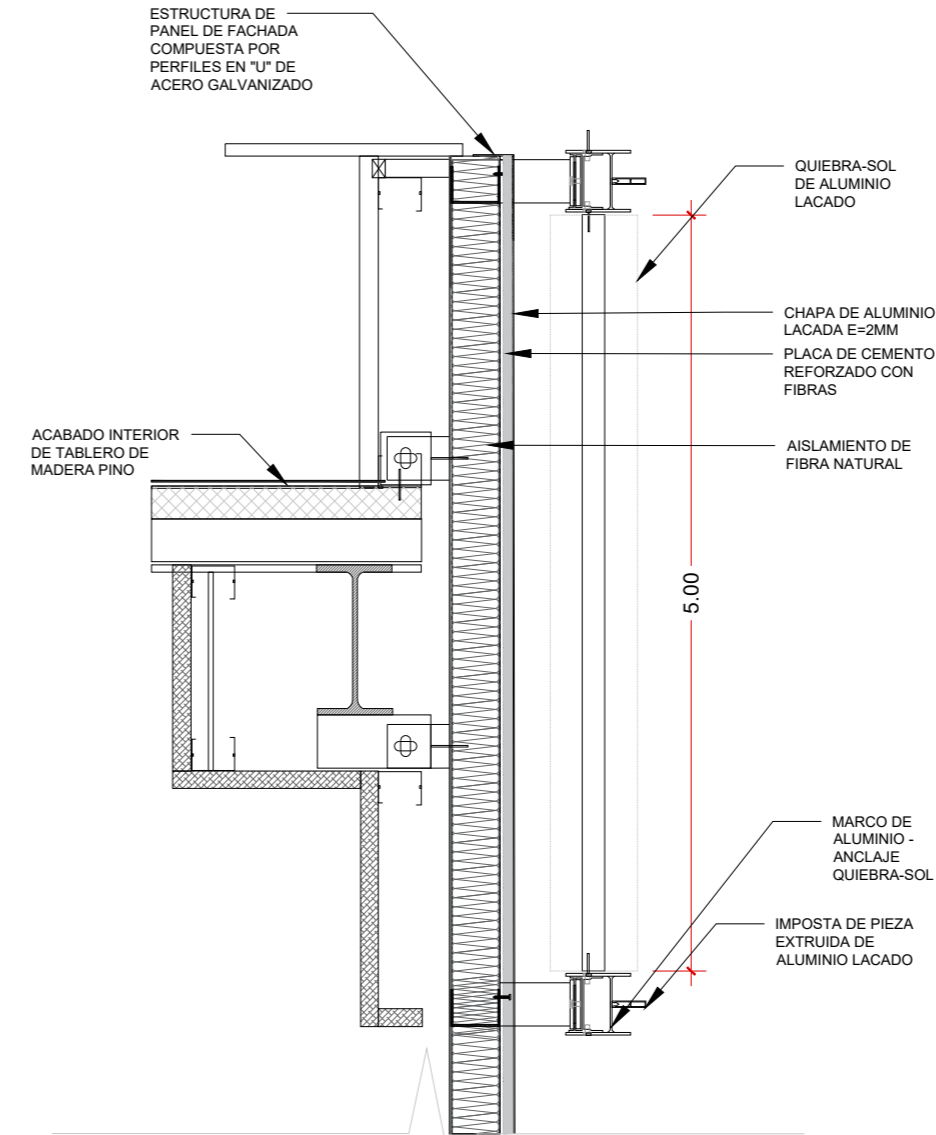 ESTRUCTURA DE
PANEL DE FACHADA
COMPUESTA POR
PERFILES EN "U" DE
ACERO GALVANIZADO
QUIEBRA-SOL
DE ALUMINIO
LACADO
CHAPA DE ALUMINIO
LACADA E=2MM
PLACA DE CEMENTO
REFORZADO CON
FIBRAS
ACABADO INTERIOR
DE TABLERO DE
MADERA PINO
AISLAMIENTO DE
FIBRA NATURAL
5.00
MARCO DE
ALUMINIO -
ANCLAJE
QUIEBRA-SOL
IMPOSTA DE PIEZA
EXTRUIDA DE
ALUMINIO LACADO